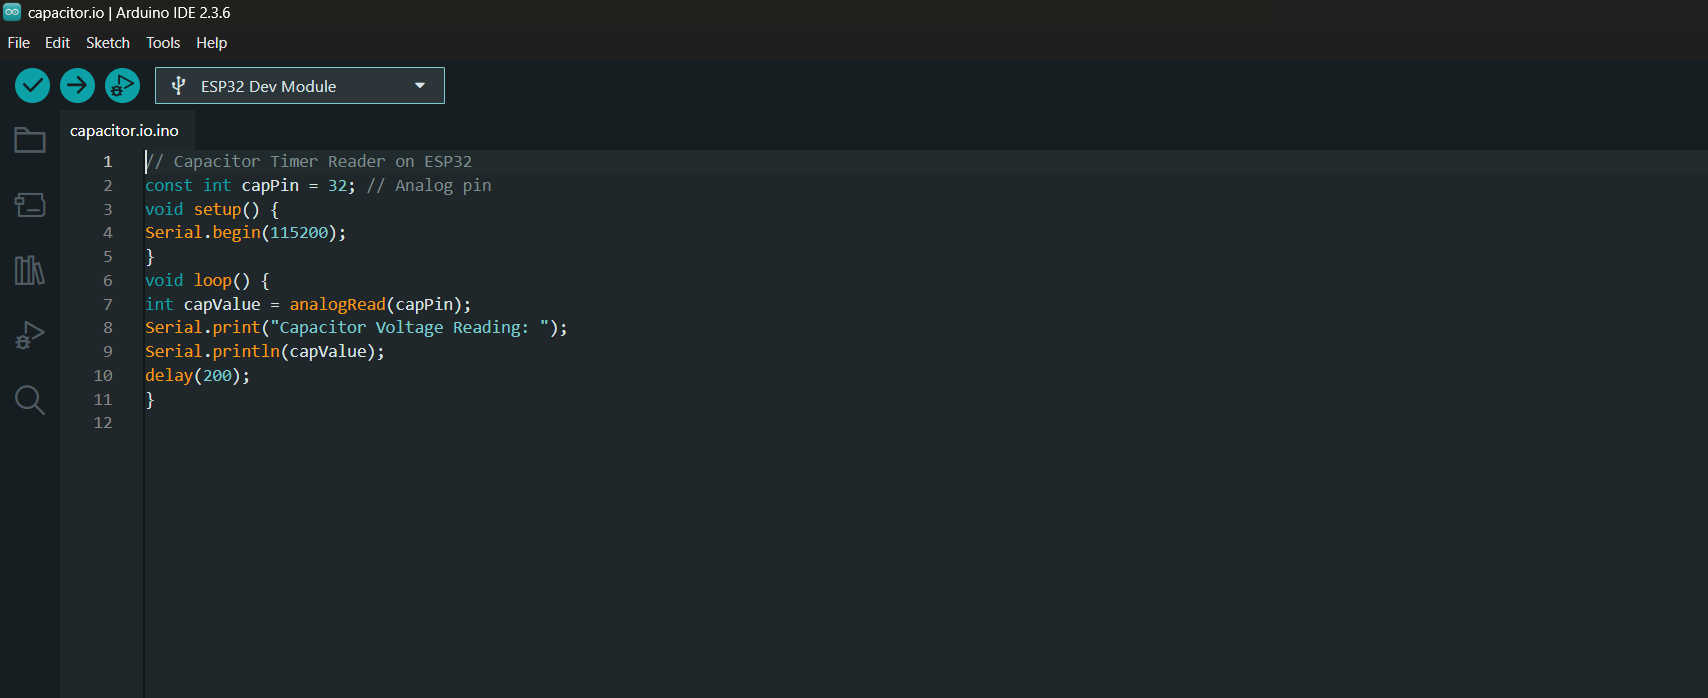 capacitor.io | Arduino IDE 2.3.6
File Edit Sketch Tools Help
ESP32 Dev Module
capacitor.io.ino
1 // Capacitor Timer Reader on ESP32
2 const int capPin = 32; // Analog pin
3 void setup() {
4 Serial.begin(115200);
5 }
6 void loop() {
7 int capValue = analogRead(capPin);
8 Serial.print("Capacitor Voltage Reading: ");
9 Serial.println(capValue);
10 delay(200);
11 }
12